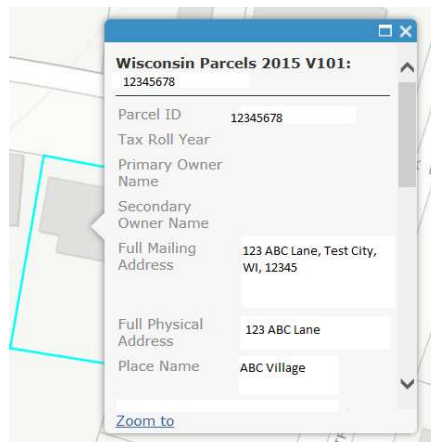 Wisconsin Parcels 2015 V101:
12345678
Parcel ID 12345678
Tax Roll Year
Primary Owner
Name
Secondary
Owner Name
Full Mailing 123 ABC Lane, Test City,
Address WI, 12345
Full Physical 123 ABC Lane
Address
Place Name ABC Village
Zoom to